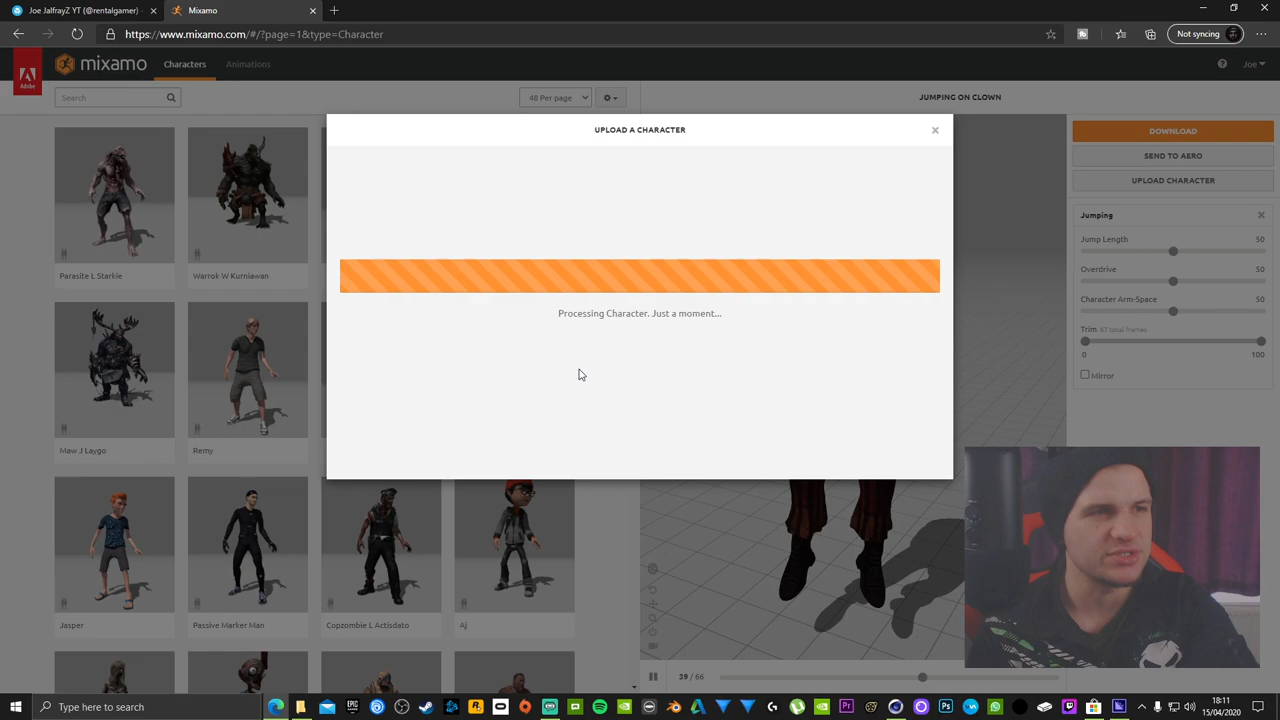 Joe JalfrayZ YT (@rentalgamer)
Mixamo
https://www.mixamo.com/#/?page=1&type=Character
Not syncing
Adobe
mixamo
Characters
Animations
Joe
Search
48 Per page
JUMPING ON CLOWN
UPLOAD A CHARACTER
DOWNLOAD
SEND TO AERO
UPLOAD CHARACTER
Jumping
Jump Length 50
Overdrive 50
Character Arm-Space 50
Trim 67 total frames
0 100
Mirror
Processing Character. Just a moment...
Parasite L Starkie
Warrok W Kurniawan
Maw J Laygo
Remy
Jasper
Passive Marker Man
Copzombie L Actisdato
Aj
39 / 66
Type here to search
18:11
15/04/2020